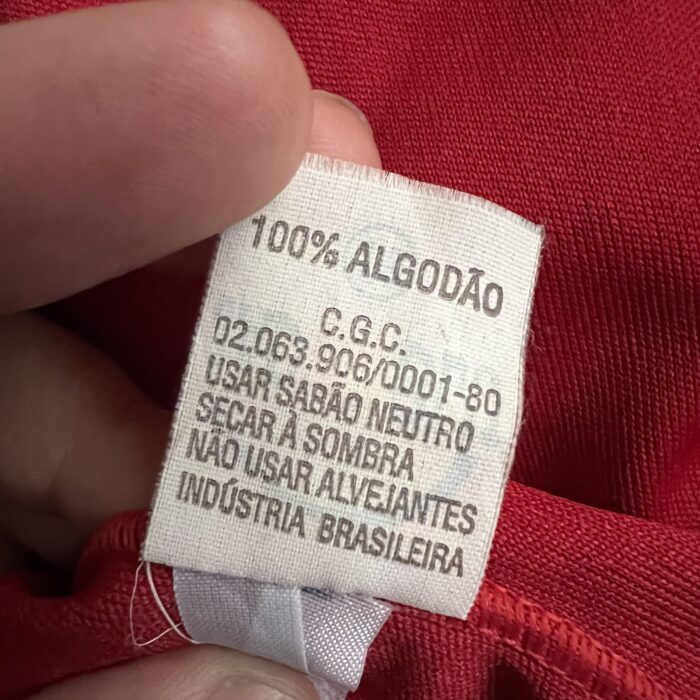 100% ALGODÃO
C.G.C.
02.063.906/0001-80
USAR SABÃO NEUTRO
SECAR À SOMBRA
NÃO USAR ALVEJANTES
INDÚSTRIA BRASILEIRA